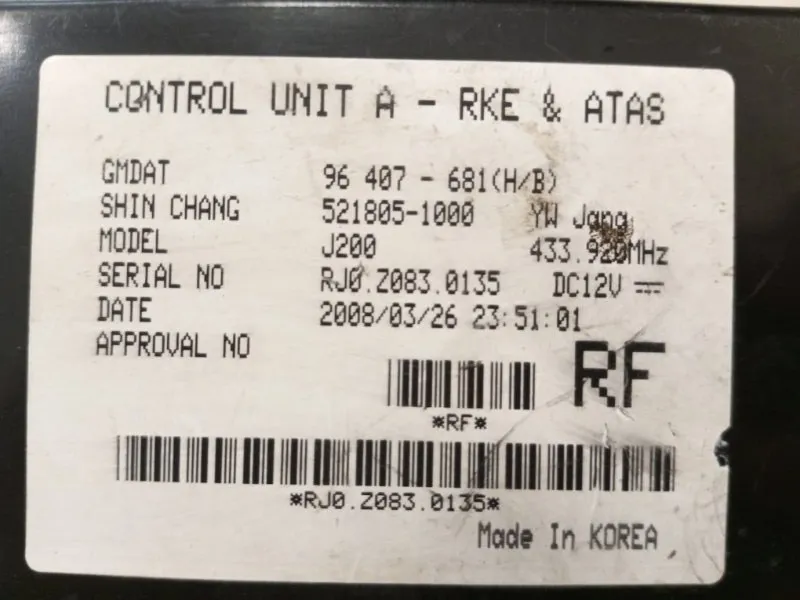 CONTROL UNIT A - RKE & ATAS
GMDAT 96 407 - 681(H/B)
SHIN CHANG 521805-1000 YW Jang
MODEL J200 433.920MHz
SERIAL NO RJ0.Z083.0135 DC12V ⎓
DATE 2008/03/26 23:51:01
APPROVAL NO
RF
*RF*
*RJ0.Z083.0135*
Made In KOREA